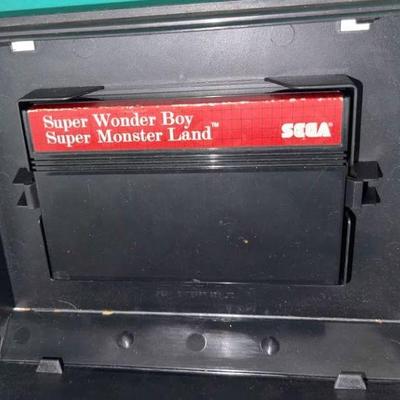 Super Wonder Boy
Super Monster Land™
SEGA®